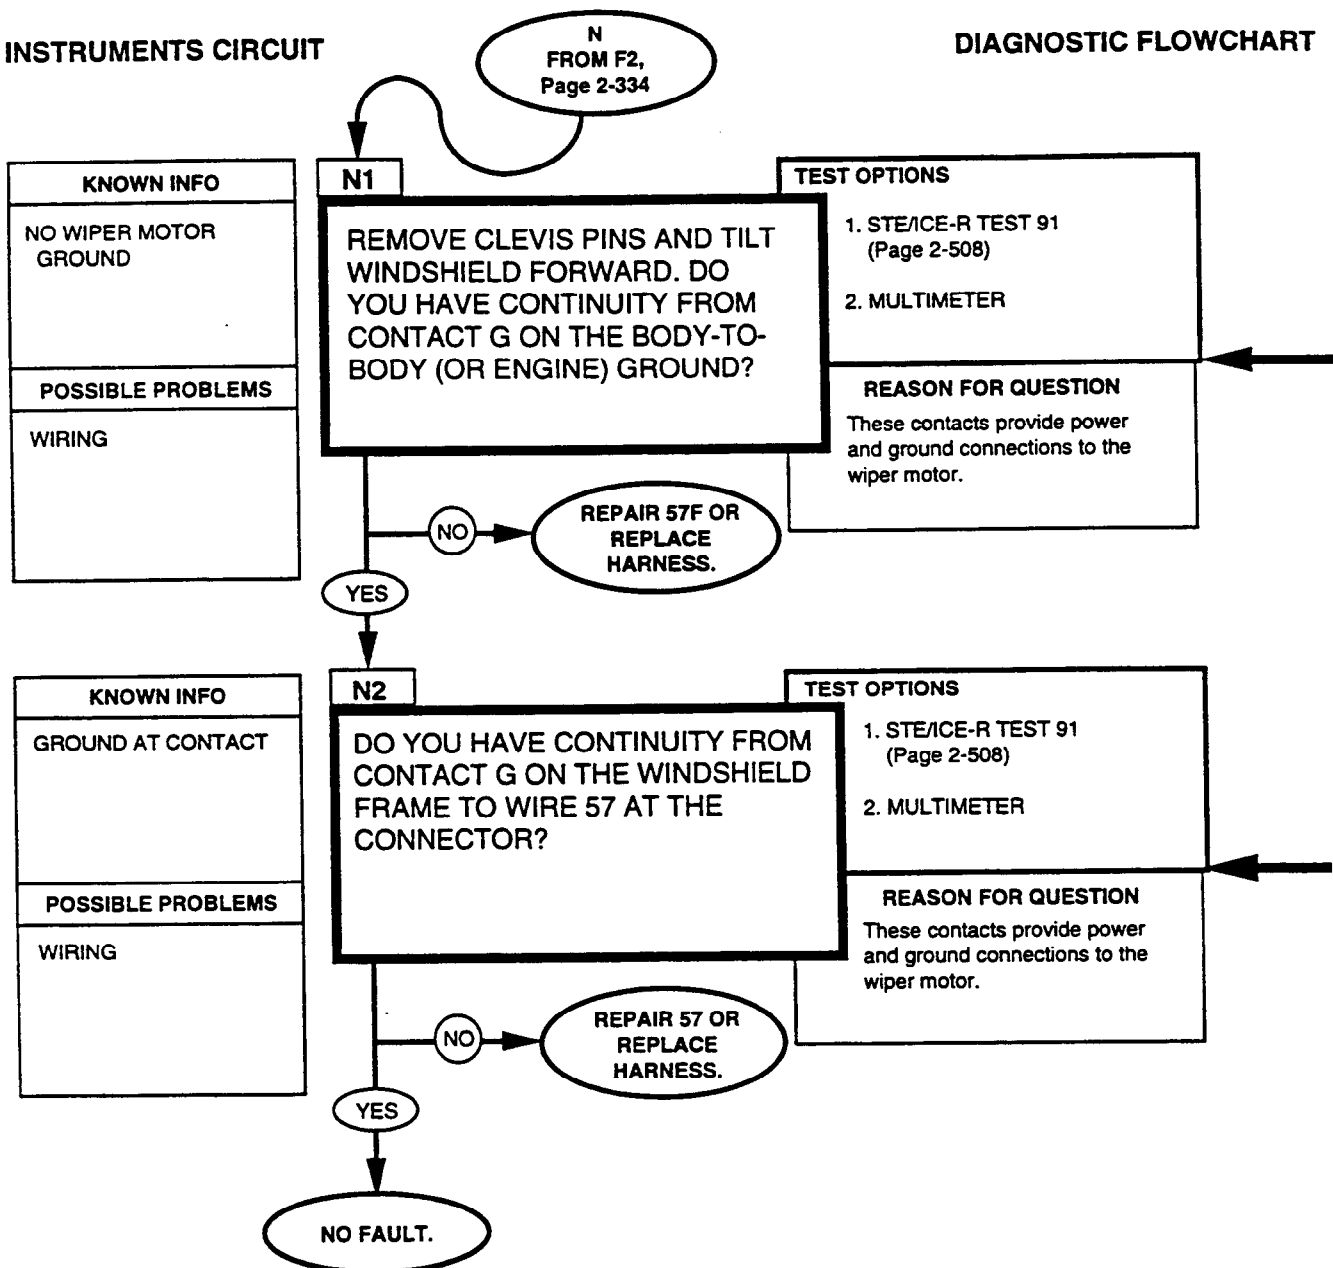 INSTRUMENTS CIRCUIT
DIAGNOSTIC FLOWCHART
N
FROM F2,
Page 2-334
KNOWN INFO
NO WIPER MOTOR
GROUND
POSSIBLE PROBLEMS
WIRING
N1
REMOVE CLEVIS PINS AND TILT
WINDSHIELD FORWARD. DO
YOU HAVE CONTINUITY FROM
CONTACT G ON THE BODY-TO-
BODY (OR ENGINE) GROUND?
TEST OPTIONS
1. STE/ICE-R TEST 91
(Page 2-508)
2. MULTIMETER
REASON FOR QUESTION
These contacts provide power
and ground connections to the
wiper motor.
NO
REPAIR 57F OR
REPLACE
HARNESS.
YES
KNOWN INFO
GROUND AT CONTACT
POSSIBLE PROBLEMS
WIRING
N2
DO YOU HAVE CONTINUITY FROM
CONTACT G ON THE WINDSHIELD
FRAME TO WIRE 57 AT THE
CONNECTOR?
TEST OPTIONS
1. STE/ICE-R TEST 91
(Page 2-508)
2. MULTIMETER
REASON FOR QUESTION
These contacts provide power
and ground connections to the
wiper motor.
NO
REPAIR 57 OR
REPLACE
HARNESS.
YES
NO FAULT.